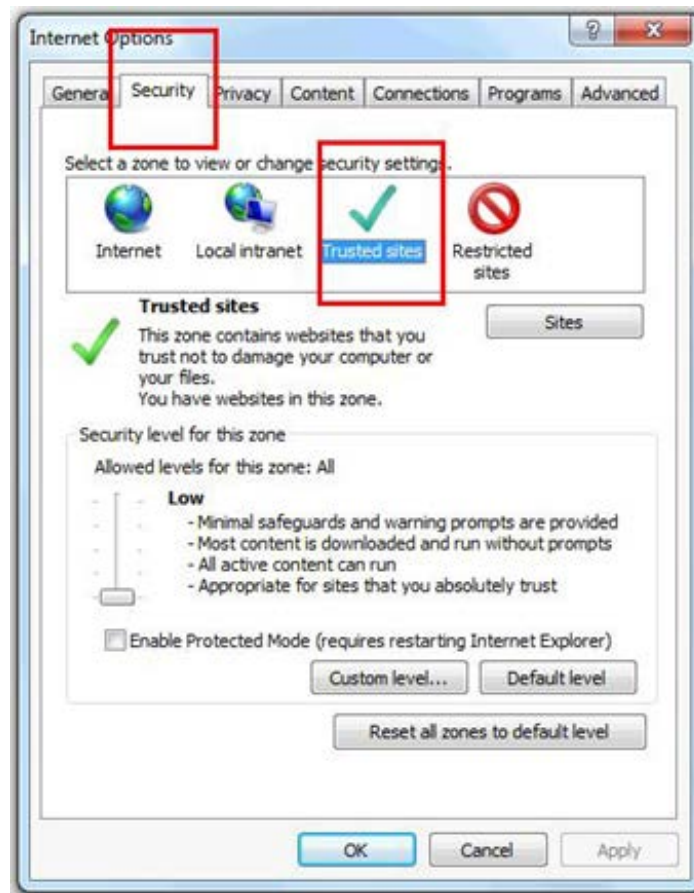 Internet Options
General Security Privacy Content Connections Programs Advanced
Select a zone to view or change security settings.
Internet Local intranet Trusted sites Restricted sites
Trusted sites
Sites
This zone contains websites that you
trust not to damage your computer or
your files.
You have websites in this zone.
Security level for this zone
Allowed levels for this zone: All
Low
- Minimal safeguards and warning prompts are provided
- Most content is downloaded and run without prompts
- All active content can run
- Appropriate for sites that you absolutely trust
Enable Protected Mode (requires restarting Internet Explorer)
Custom level... Default level
Reset all zones to default level
OK Cancel Apply